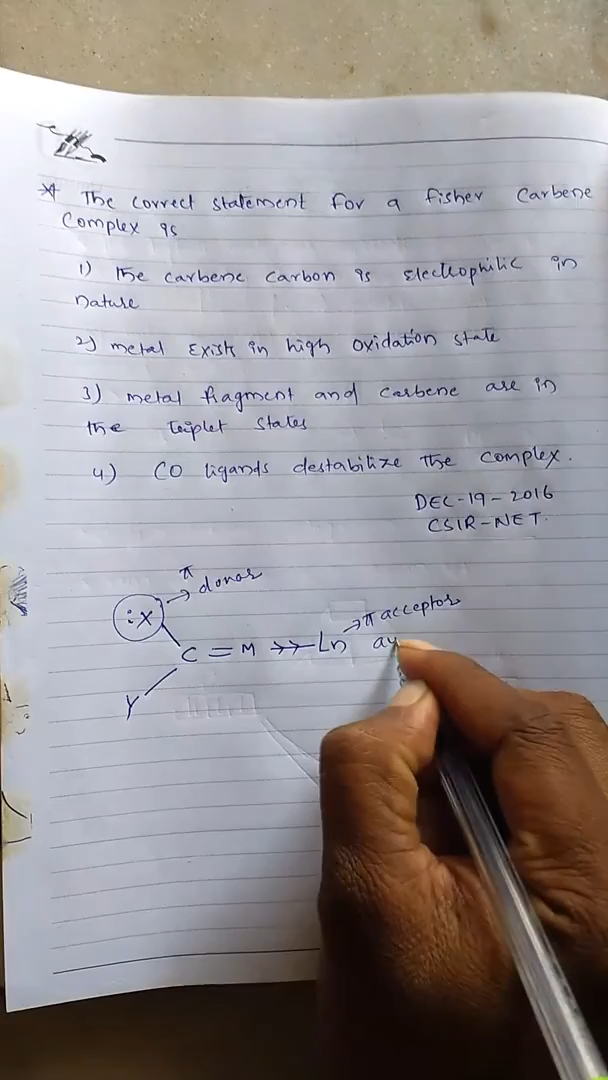 * The correct statement for a fisher Carbene
Complex is
1) The carbene carbon is Electrophilic in
nature
2) metal Exists in high oxidation state
3) metal fragment and carbene are in
the triplet states
4) CO ligands destabilize the complex.
DEC-19-2016
CSIR-NET.
π
:X → donor
C = M →→ Ln → π acceptor
Y